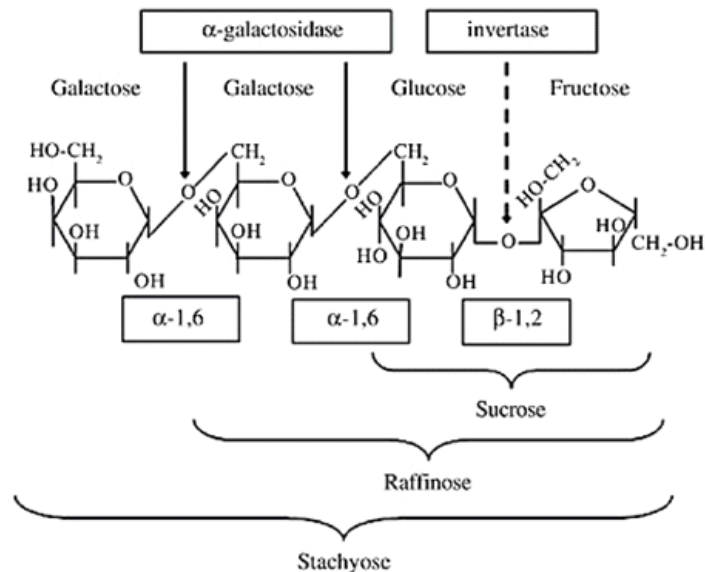 α-galactosidase
invertase
Galactose
Galactose
Glucose
Fructose
HO-CH₂
O
HO
OH
OH
O
CH₂
O
HO
OH
OH
O
CH₂
O
HO
OH
HO
OH
O
HO-CH₂
O
HO
HO
CH₂-OH
α-1,6
α-1,6
β-1,2
Sucrose
Raffinose
Stachyose